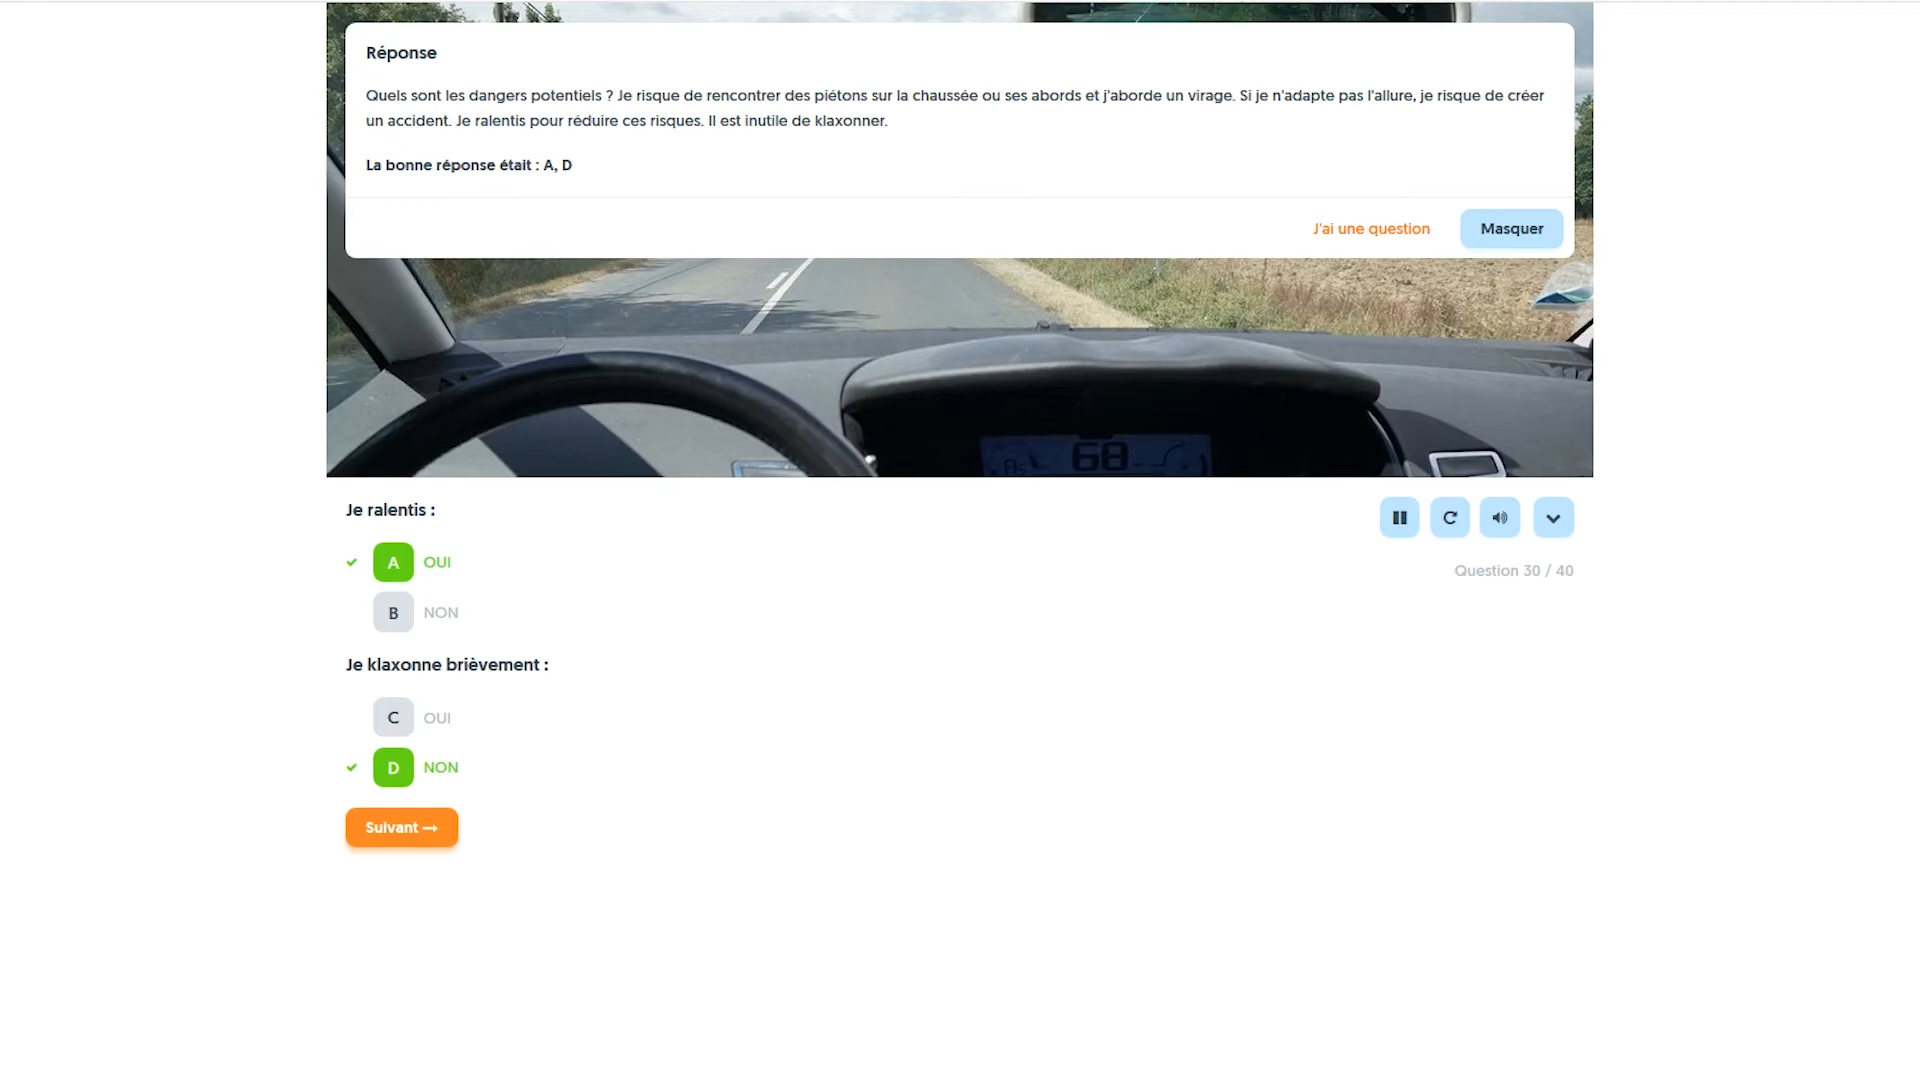 Réponse
Quels sont les dangers potentiels ? Je risque de rencontrer des piétons sur la chaussée ou ses abords et j'aborde un virage. Si je n'adapte pas l'allure, je risque de créer
un accident. Je ralentis pour réduire ces risques. Il est inutile de klaxonner.
La bonne réponse était : A, D
J'ai une question
Masquer
68
Je ralentis :
A OUI
Question 30 / 40
B NON
Je klaxonne brièvement :
C OUI
D NON
Suivant →